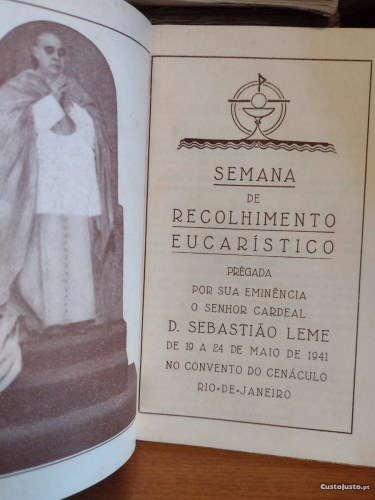 SEMANA
DE
RECOLHIMENTO
EUCARÍSTICO
PRÈGADA
POR SUA EMINÊNCIA
O SENHOR CARDEAL
D. SEBASTIÃO LEME
DE 19 A 24 DE MAIO DE 1941
NO CONVENTO DO CENÁCULO
RIO-DE-JANEIRO
CustoJusto.pt